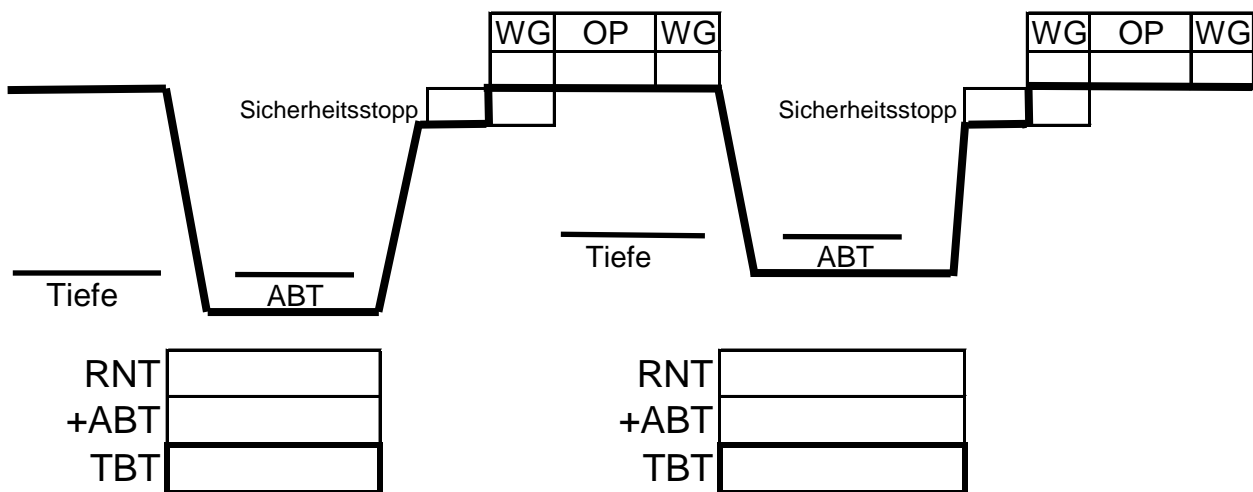 WG OP WG WG OP WG
Sicherheitsstopp Sicherheitsstopp
Tiefe ABT Tiefe ABT
RNT RNT
+ABT +ABT
TBT TBT